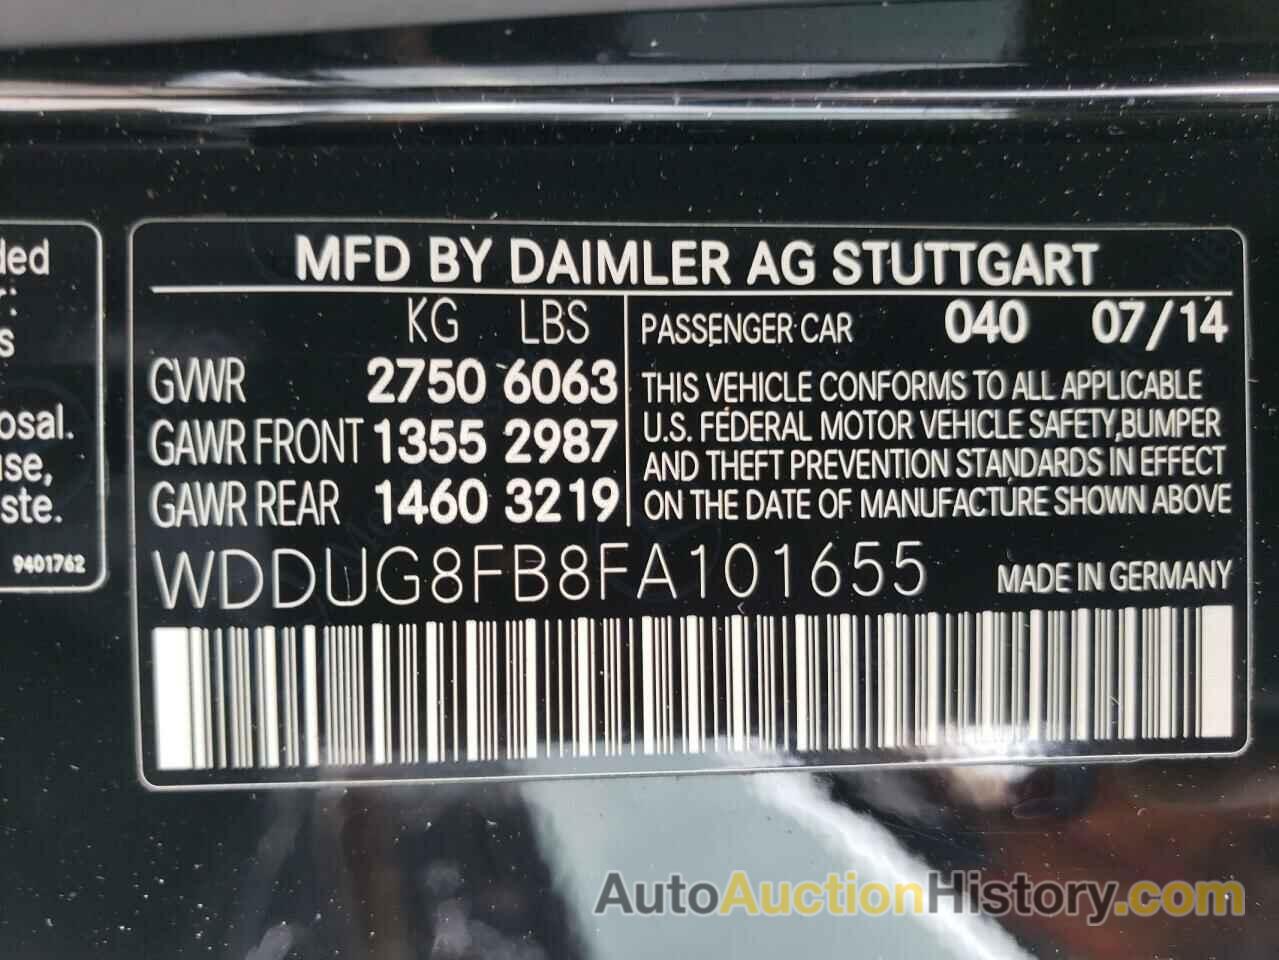 MFD BY DAIMLER AG STUTTGART
KG LBS
GVWR 2750 6063
GAWR FRONT 1355 2987
GAWR REAR 1460 3219
PASSENGER CAR 040 07/14
THIS VEHICLE CONFORMS TO ALL APPLICABLE
U.S. FEDERAL MOTOR VEHICLE SAFETY, BUMPER
AND THEFT PREVENTION STANDARDS IN EFFECT
ON THE DATE OF MANUFACTURE SHOWN ABOVE
WDDUG8FB8FA101655 MADE IN GERMANY
ded
r:
s
osal.
use,
ste.
9401762
AutoAuctionHistory.com